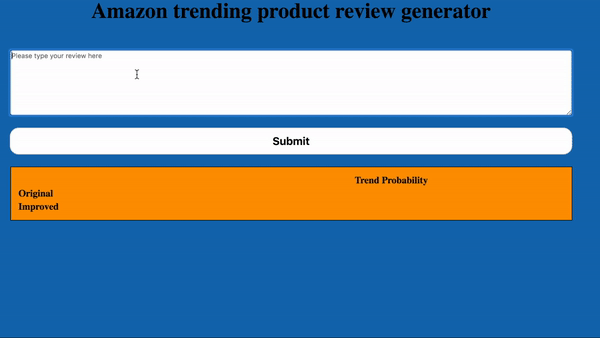 Amazon trending product review generator
Please type your review here
Submit
Trend Probability
Original
Improved